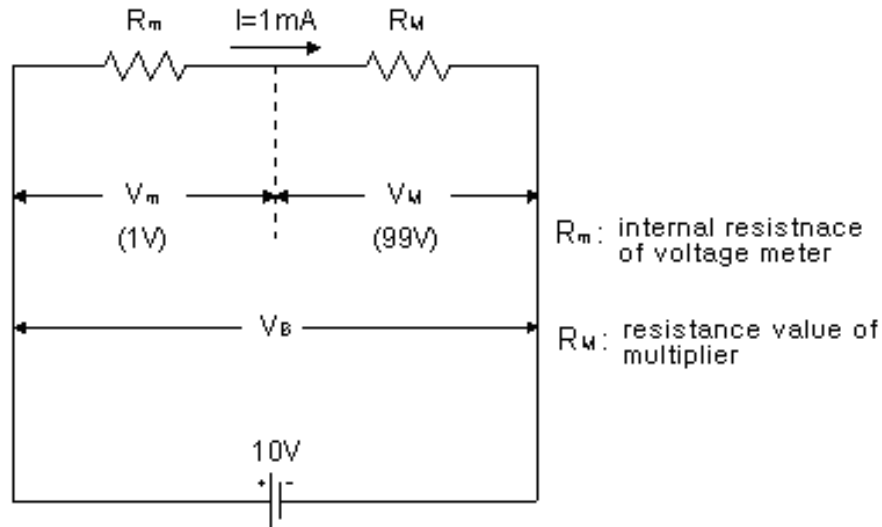 Rm I=1mA RM
Vm VM
(1V) (99V)
Rm: internal resistnace
of voltage meter
VB
RM: resistance value of
multiplier
10V
+ -